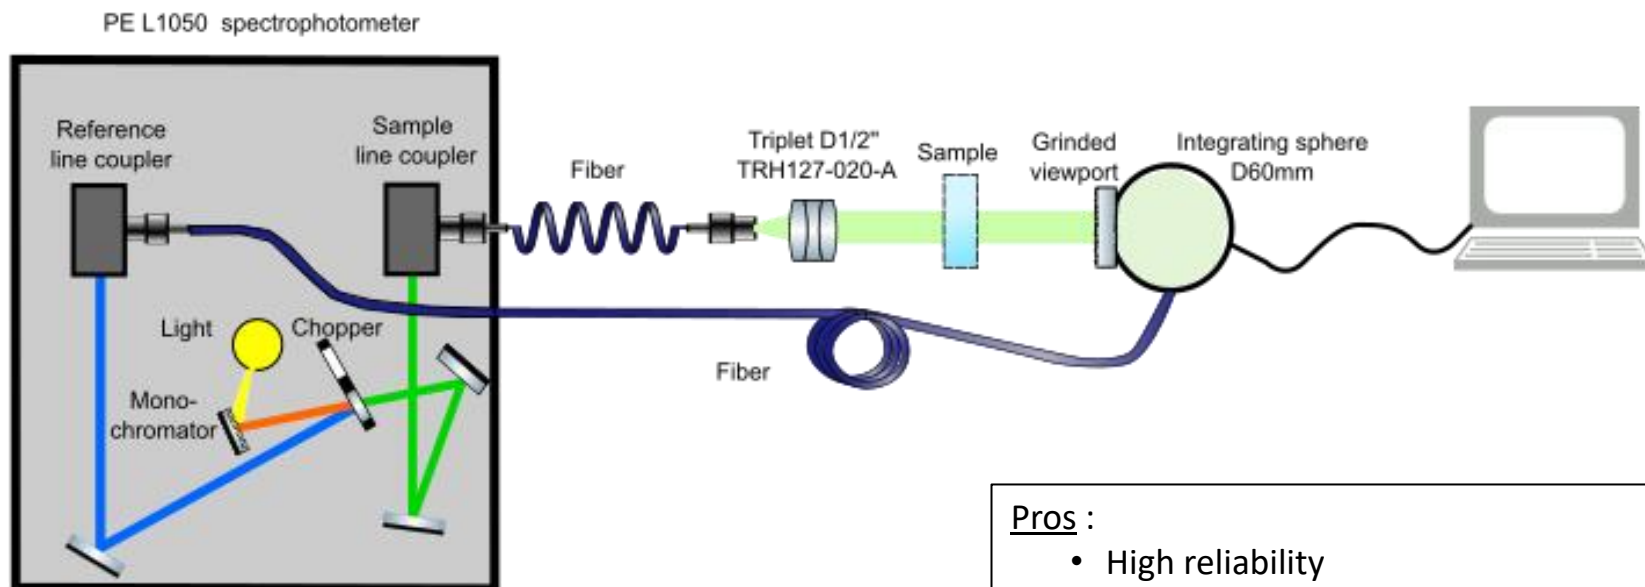 PE L1050 spectrophotometer
Reference
line coupler
Sample
line coupler
Fiber
Triplet D1/2"
TRH127-020-A
Sample
Grinded
viewport
Integrating sphere
D60mm
Light
Chopper
Mono-
chromator
Fiber
Pros :
• High reliability